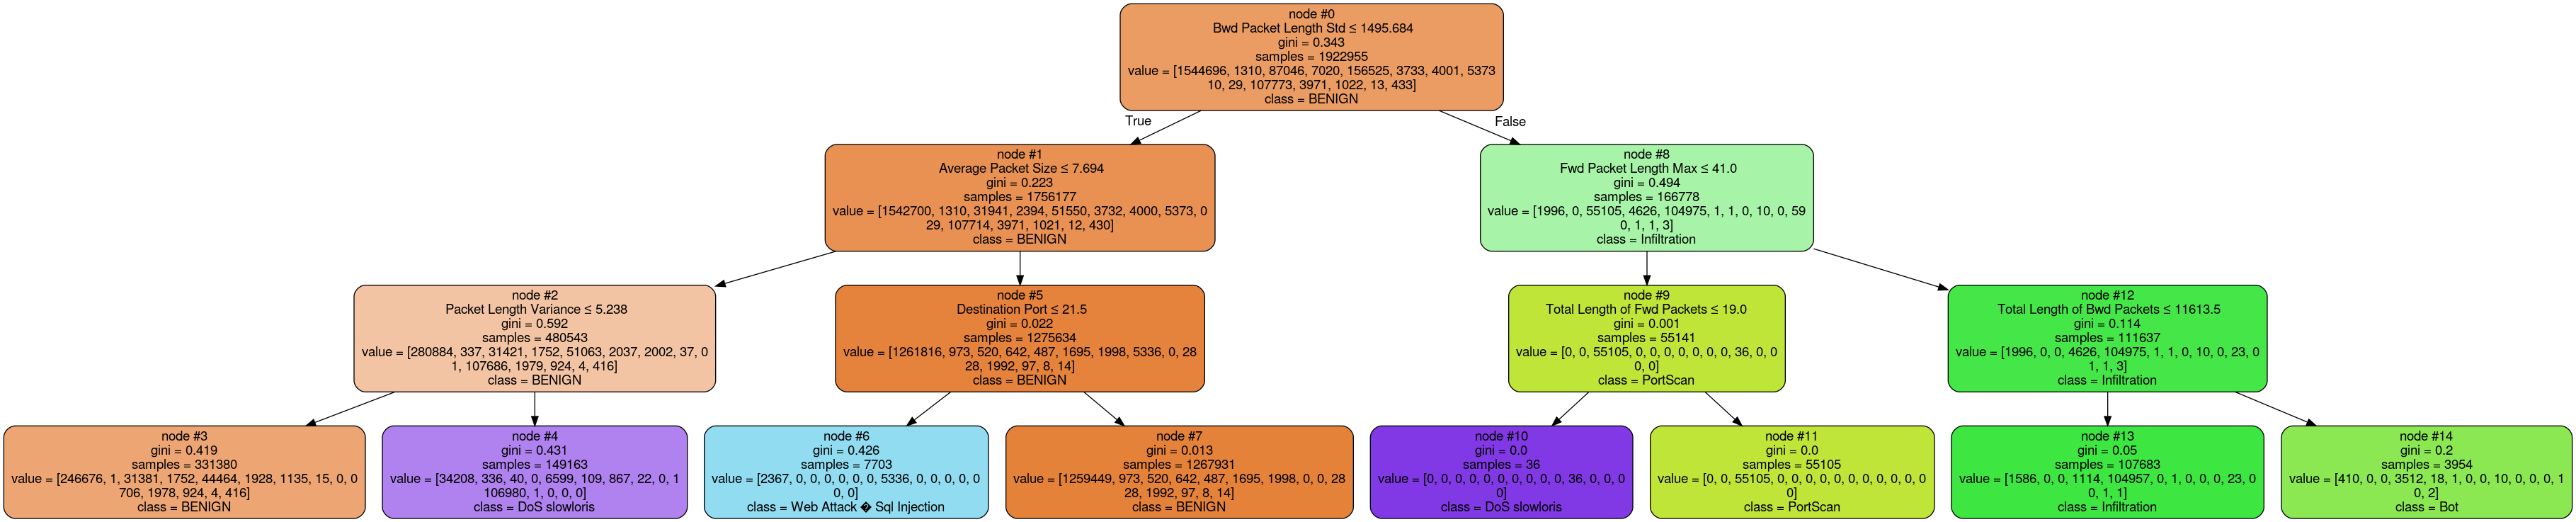 node #0
Bwd Packet Length Std ≤ 1495.684
gini = 0.343
samples = 1922955
value = [1544696, 1310, 87046, 7020, 156525, 3733, 4001, 5373
10, 29, 107773, 3971, 1022, 13, 433]
class = BENIGN
True
False
node #1
Average Packet Size ≤ 7.694
gini = 0.223
samples = 1756177
value = [1542700, 1310, 31941, 2394, 51550, 3732, 4000, 5373, 0
29, 107714, 3971, 1021, 12, 430]
class = BENIGN
node #8
Fwd Packet Length Max ≤ 41.0
gini = 0.494
samples = 166778
value = [1996, 0, 55105, 4626, 104975, 1, 1, 0, 10, 0, 59
0, 1, 1, 3]
class = Infiltration
node #2
Packet Length Variance ≤ 5.238
gini = 0.592
samples = 480543
value = [280884, 337, 31421, 1752, 51063, 2037, 2002, 37, 0
1, 107686, 1979, 924, 4, 416]
class = BENIGN
node #5
Destination Port ≤ 21.5
gini = 0.022
samples = 1275634
value = [1261816, 973, 520, 642, 487, 1695, 1998, 5336, 0, 28
28, 1992, 97, 8, 14]
class = BENIGN
node #9
Total Length of Fwd Packets ≤ 19.0
gini = 0.001
samples = 55141
value = [0, 0, 55105, 0, 0, 0, 0, 0, 0, 0, 36, 0, 0
0, 0]
class = PortScan
node #12
Total Length of Bwd Packets ≤ 11613.5
gini = 0.114
samples = 111637
value = [1996, 0, 0, 4626, 104975, 1, 1, 0, 10, 0, 23, 0
1, 1, 3]
class = Infiltration
node #3
gini = 0.419
samples = 331380
value = [246676, 1, 31381, 1752, 44464, 1928, 1135, 15, 0, 0
706, 1978, 924, 4, 416]
class = BENIGN
node #4
gini = 0.431
samples = 149163
value = [34208, 336, 40, 0, 6599, 109, 867, 22, 0, 1
106980, 1, 0, 0, 0]
class = DoS slowloris
node #6
gini = 0.426
samples = 7703
value = [2367, 0, 0, 0, 0, 0, 0, 5336, 0, 0, 0, 0, 0
0, 0]
class = Web Attack � Sql Injection
node #7
gini = 0.013
samples = 1267931
value = [1259449, 973, 520, 642, 487, 1695, 1998, 0, 0, 28
28, 1992, 97, 8, 14]
class = BENIGN
node #10
gini = 0.0
samples = 36
value = [0, 0, 0, 0, 0, 0, 0, 0, 0, 0, 36, 0, 0, 0
0]
class = DoS slowloris
node #11
gini = 0.0
samples = 55105
value = [0, 0, 55105, 0, 0, 0, 0, 0, 0, 0, 0, 0, 0, 0
0]
class = PortScan
node #13
gini = 0.05
samples = 107683
value = [1586, 0, 0, 1114, 104957, 0, 1, 0, 0, 0, 23, 0
0, 1, 1]
class = Infiltration
node #14
gini = 0.2
samples = 3954
value = [410, 0, 0, 3512, 18, 1, 0, 0, 10, 0, 0, 0, 1
0, 2]
class = Bot